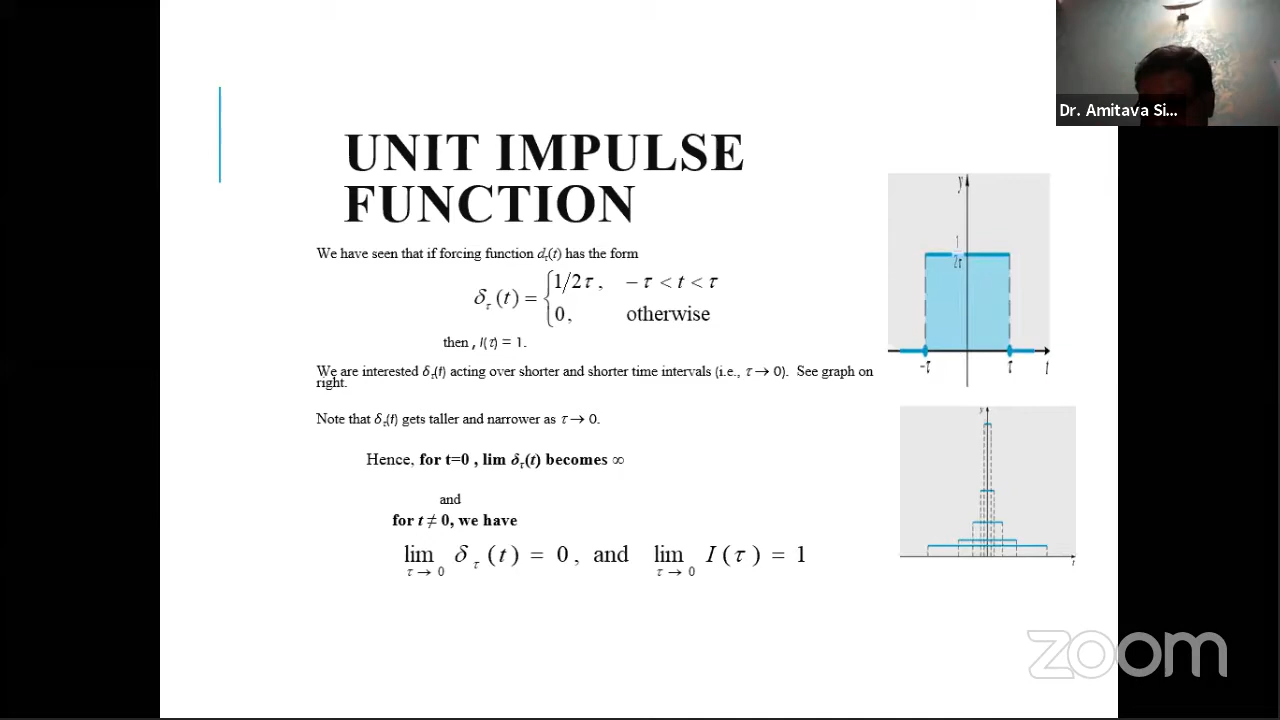 UNIT IMPULSE
FUNCTION
We have seen that if forcing function dτ(t) has the form
δτ(t) = { 1/2τ, − τ < t < τ
0, otherwise
then , I(τ) = 1.
We are interested δτ(t) acting over shorter and shorter time intervals (i.e., τ → 0). See graph on
right.
Note that δτ(t) gets taller and narrower as τ → 0.
Hence, for t=0 , lim δτ(t) becomes ∞
and
for t ≠ 0, we have
lim δτ(t) = 0, and lim I(τ) = 1
τ → 0 τ → 0
Dr. Amitava Si...
y
1
2τ
-τ τ t
y
t
zoom